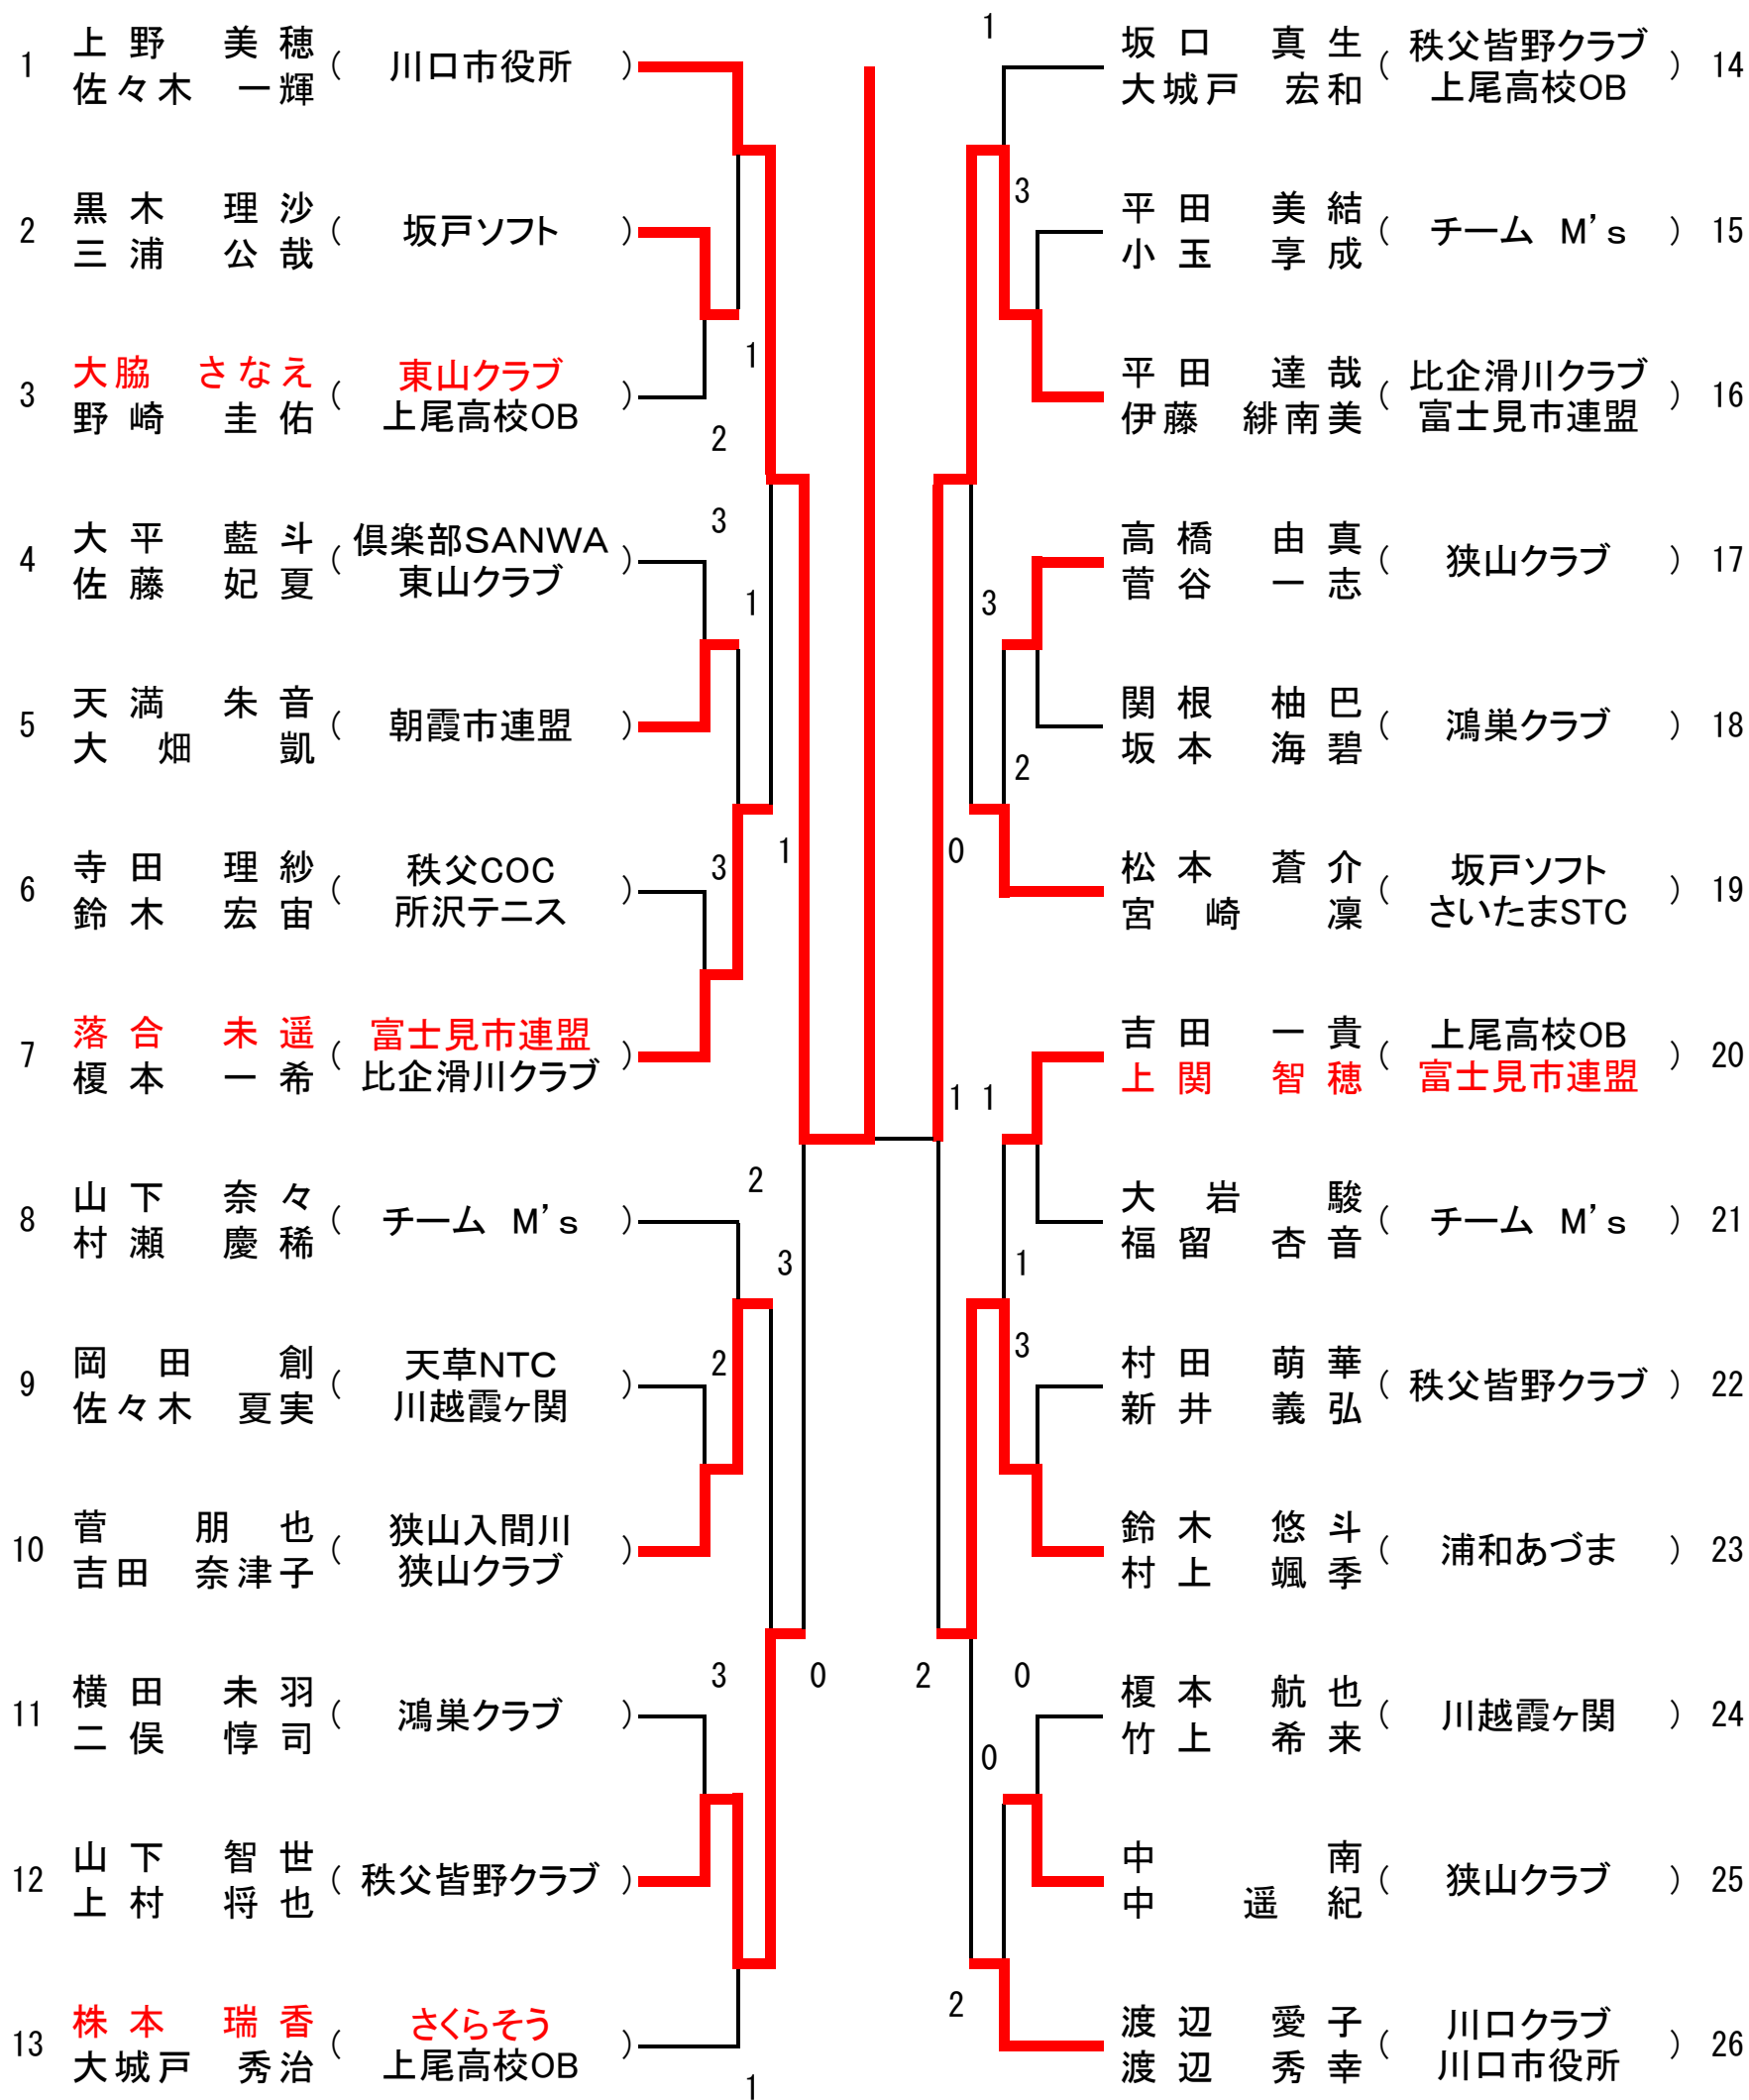 1 上野 美穂 佐々木 一輝 ( 川口市役所 )
2 黒木 理沙 三浦 公哉 ( 坂戸ソフト )
1
3 大脇 さなえ 野崎 圭佑 ( 東山クラブ 上尾高校OB )
2
3
4 大平 藍斗 佐藤 妃夏 ( 倶楽部SANWA 東山クラブ )
1
5 天満 朱音 大畑 凱 ( 朝霞市連盟 )
1
3
6 寺田 理紗 鈴木 宏宙 ( 秩父COC 所沢テニス )
7 落合 未遥 榎本 一希 ( 富士見市連盟 比企滑川クラブ )
2
8 山下 奈々 村瀬 慶稀 ( チーム M's )
3
2
9 岡田 創 佐々木 夏実 ( 天草NTC 川越霞ヶ関 )
10 菅 朋也 吉田 奈津子 ( 狭山入間川 狭山クラブ )
3
0
11 横田 未羽 二俣 惇司 ( 鴻巣クラブ )
12 山下 智世 上村 将也 ( 秩父皆野クラブ )
13 株本 瑞香 大城戸 秀治 ( さくらそう 上尾高校OB )
1
1
坂口 真生 大城戸 宏和 ( 秩父皆野クラブ 上尾高校OB ) 14
3
平田 美結 小玉 享成 ( チーム M's ) 15
平田 達哉 伊藤 緋南美 ( 比企滑川クラブ 富士見市連盟 ) 16
高橋 由真 菅谷 一志 ( 狭山クラブ ) 17
3
関根 柚巴 坂本 海碧 ( 鴻巣クラブ ) 18
2
0
松本 蒼介 宮崎 凜 ( 坂戸ソフト さいたまSTC ) 19
吉田 一貴 上関 智穂 ( 上尾高校OB 富士見市連盟 ) 20
1 1
大岩 駿 福留 杏音 ( チーム M's ) 21
1
3
村田 萌華 新井 義弘 ( 秩父皆野クラブ ) 22
鈴木 悠斗 村上 颯季 ( 浦和あづま ) 23
2 0
榎本 航也 竹上 希来 ( 川越霞ヶ関 ) 24
0
中 南 中 遥紀 ( 狭山クラブ ) 25
2
渡辺 愛子 渡辺 秀幸 ( 川口クラブ 川口市役所 ) 26